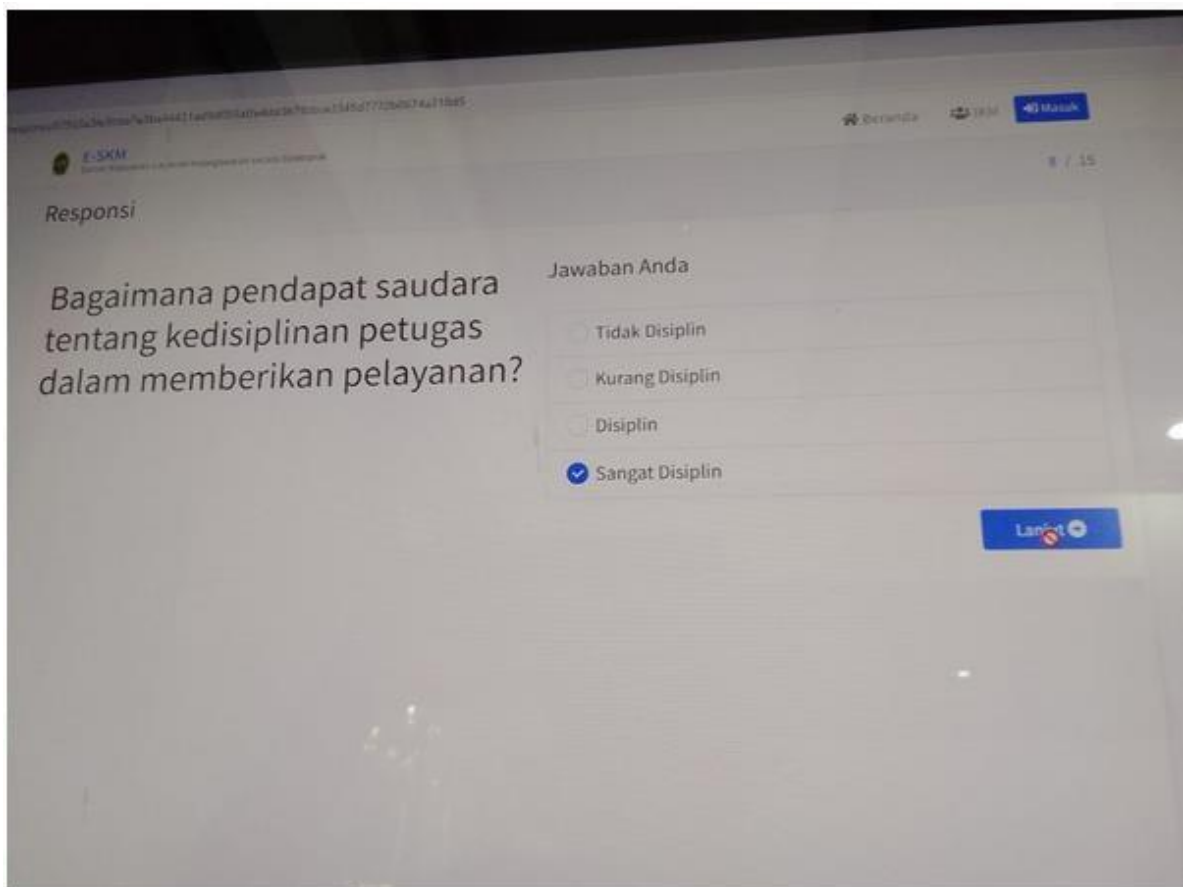 Beranda
Masuk
E-SKM
8 / 15
Responsi
Bagaimana pendapat saudara
tentang kedisiplinan petugas
dalam memberikan pelayanan?
Jawaban Anda
Tidak Disiplin
Kurang Disiplin
Disiplin
Sangat Disiplin
Lanjut